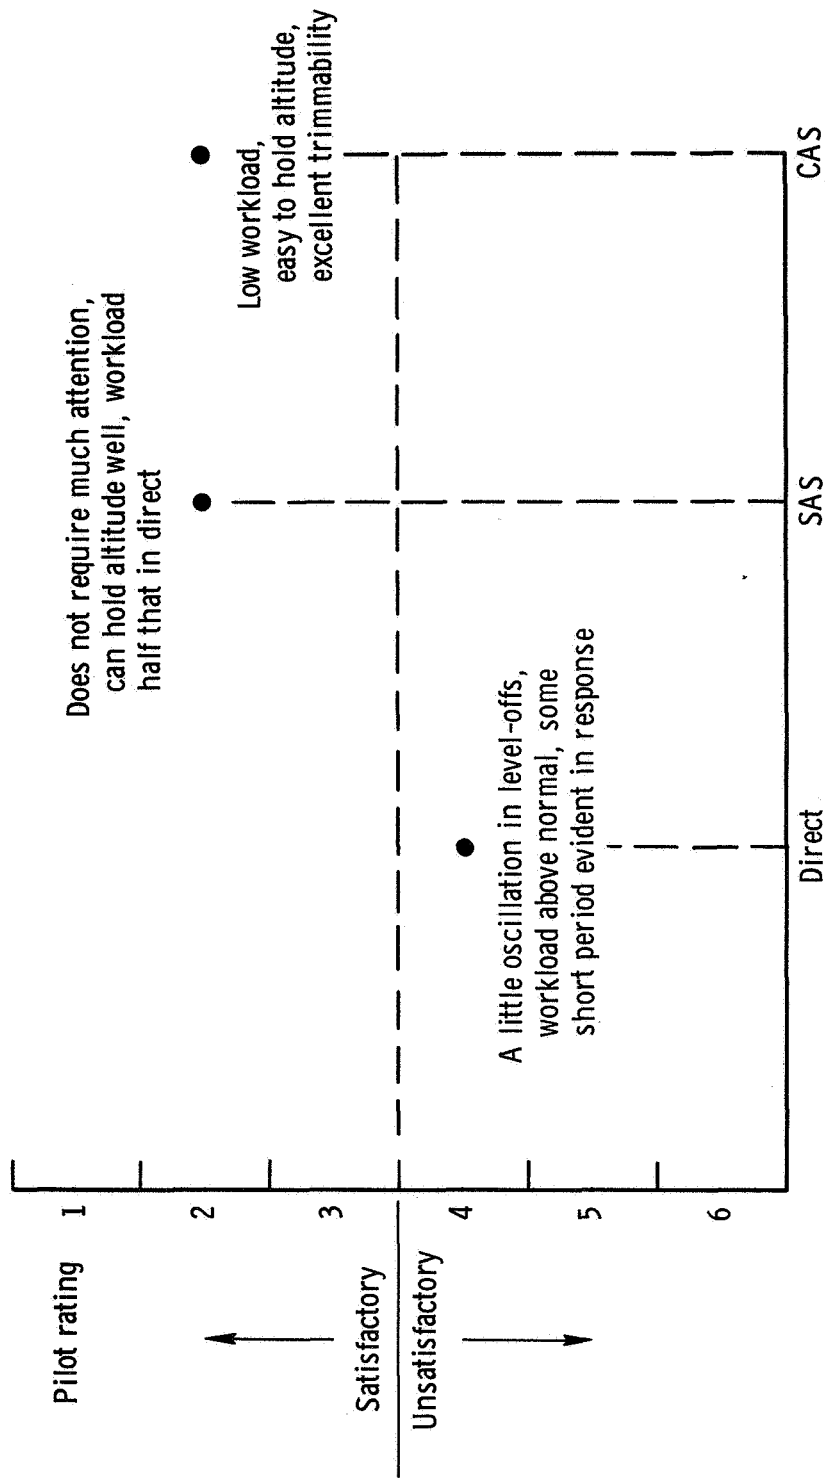 Pilot rating
1
2
3
4
5
6
Satisfactory
Unsatisfactory
Does not require much attention,
can hold altitude well, workload
half that in direct
Low workload,
easy to hold altitude,
excellent trimmability
A little oscillation in level-offs,
workload above normal, some
short period evident in response
Direct
SAS
CAS